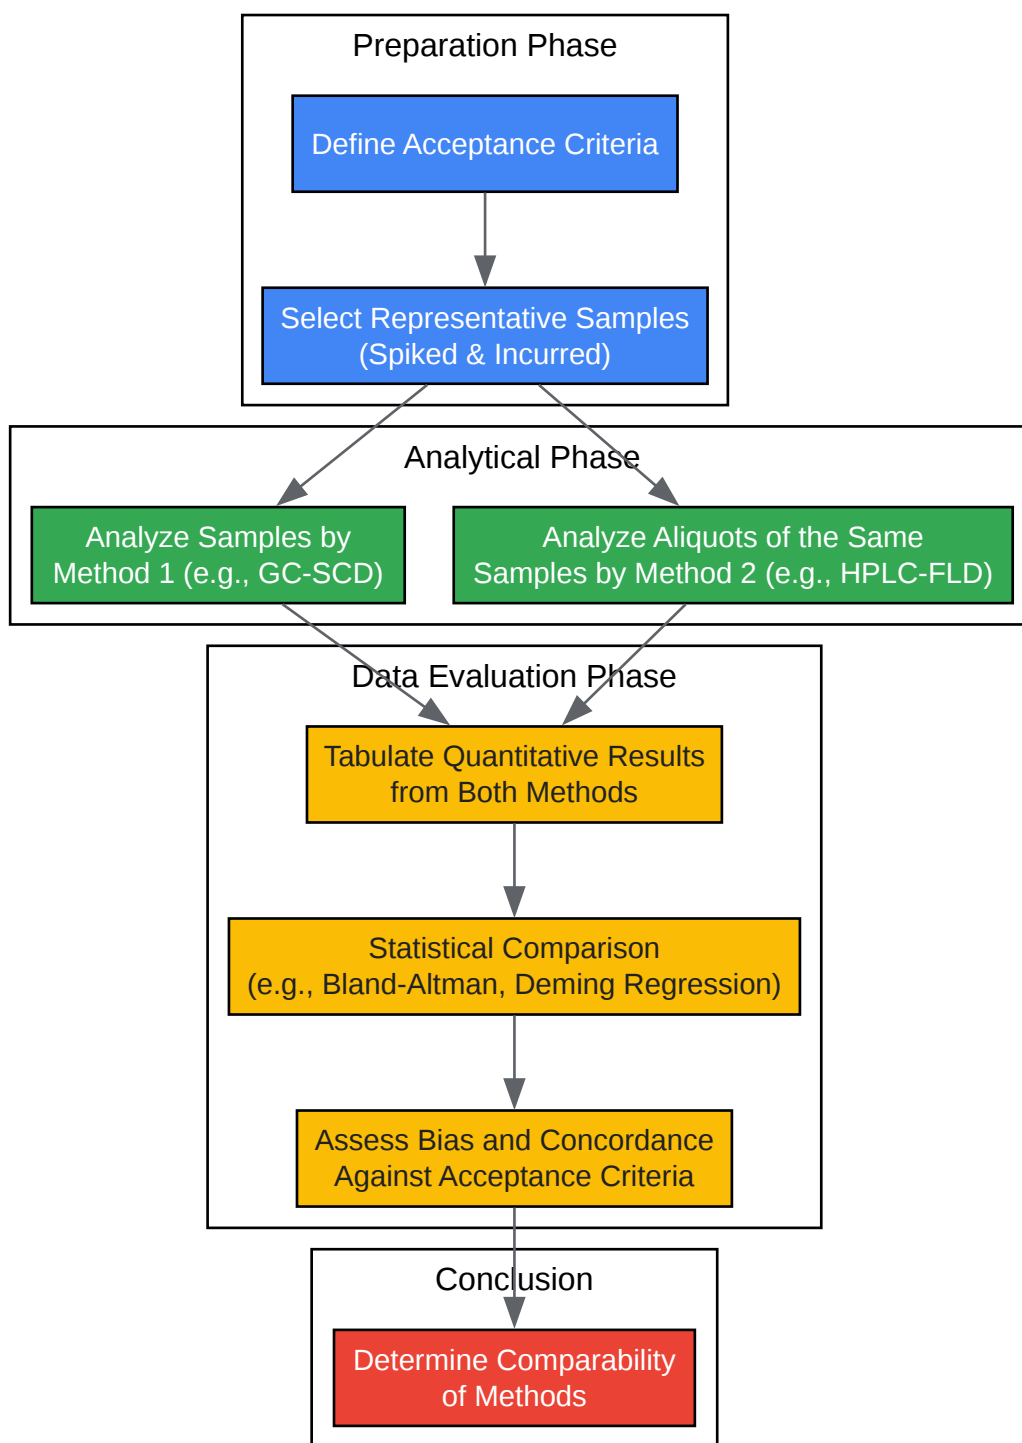 Preparation Phase
Define Acceptance Criteria
Select Representative Samples
(Spiked & Incurred)
Analytical Phase
Analyze Samples by
Method 1 (e.g., GC-SCD)
Analyze Aliquots of the Same
Samples by Method 2 (e.g., HPLC-FLD)
Data Evaluation Phase
Tabulate Quantitative Results
from Both Methods
Statistical Comparison
(e.g., Bland-Altman, Deming Regression)
Assess Bias and Concordance
Against Acceptance Criteria
Conclusion
Determine Comparability
of Methods